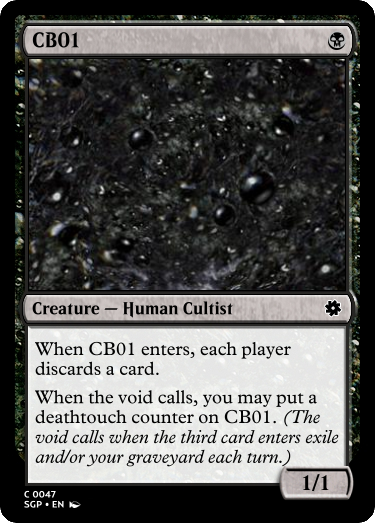 CB01
Creature — Human Cultist
When CB01 enters, each player
discards a card.
When the void calls, you may put a
deathtouch counter on CB01. (The
void calls when the third card enters exile
and/or your graveyard each turn.)
1/1
C 0047
SGP • EN